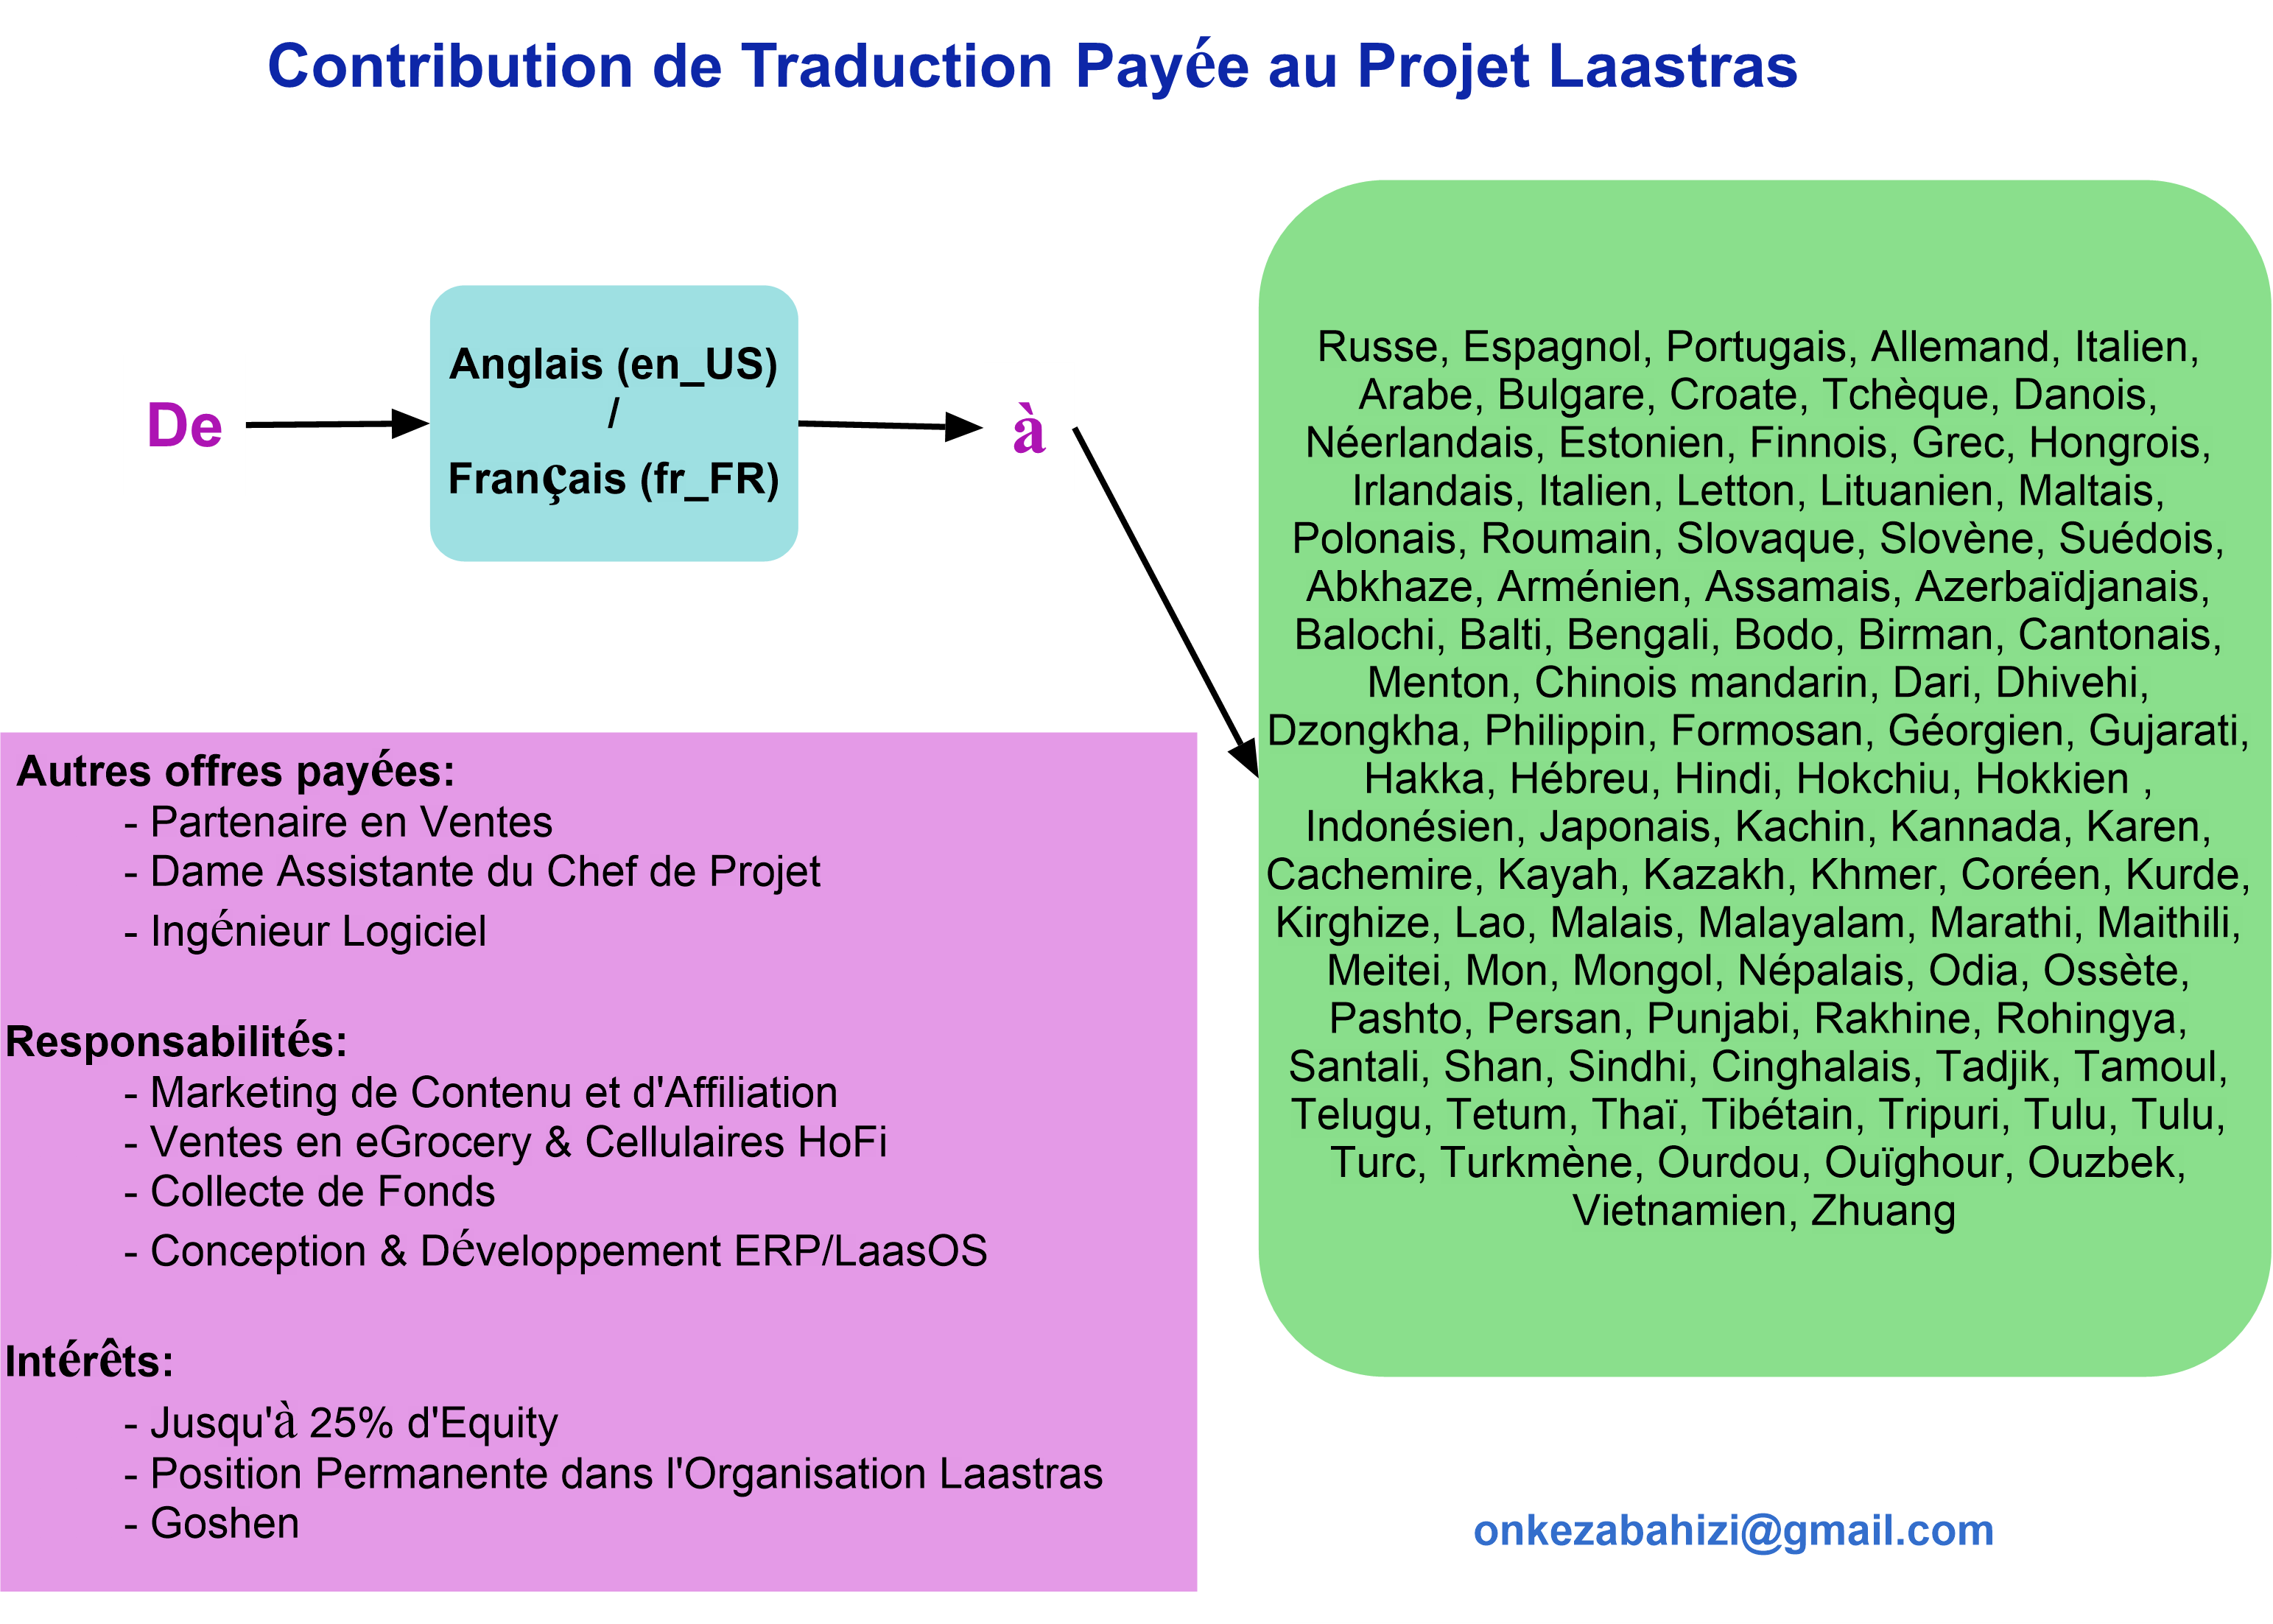 Contribution de Traduction Payée au Projet Laastras
De
Anglais (en_US)
/
Français (fr_FR)
à
Russe, Espagnol, Portugais, Allemand, Italien,
Arabe, Bulgare, Croate, Tchèque, Danois,
Néerlandais, Estonien, Finnois, Grec, Hongrois,
Irlandais, Italien, Letton, Lituanien, Maltais,
Polonais, Roumain, Slovaque, Slovène, Suédois,
Abkhaze, Arménien, Assamais, Azerbaïdjanais,
Balochi, Balti, Bengali, Bodo, Birman, Cantonais,
Menton, Chinois mandarin, Dari, Dhivehi,
Dzongkha, Philippin, Formosan, Géorgien, Gujarati,
Hakka, Hébreu, Hindi, Hokchiu, Hokkien ,
Indonésien, Japonais, Kachin, Kannada, Karen,
Cachemire, Kayah, Kazakh, Khmer, Coréen, Kurde,
Kirghize, Lao, Malais, Malayalam, Marathi, Maithili,
Meitei, Mon, Mongol, Népalais, Odia, Ossète,
Pashto, Persan, Punjabi, Rakhine, Rohingya,
Santali, Shan, Sindhi, Cinghalais, Tadjik, Tamoul,
Telugu, Tetum, Thaï, Tibétain, Tripuri, Tulu, Tulu,
Turc, Turkmène, Ourdou, Ouïghour, Ouzbek,
Vietnamien, Zhuang
Autres offres payées:
- Partenaire en Ventes
- Dame Assistante du Chef de Projet
- Ingénieur Logiciel
Responsabilités:
- Marketing de Contenu et d'Affiliation
- Ventes en eGrocery & Cellulaires HoFi
- Collecte de Fonds
- Conception & Développement ERP/LaasOS
Intérêts:
- Jusqu'à 25% d'Equity
- Position Permanente dans l'Organisation Laastras
- Goshen
onkezabahizi@gmail.com